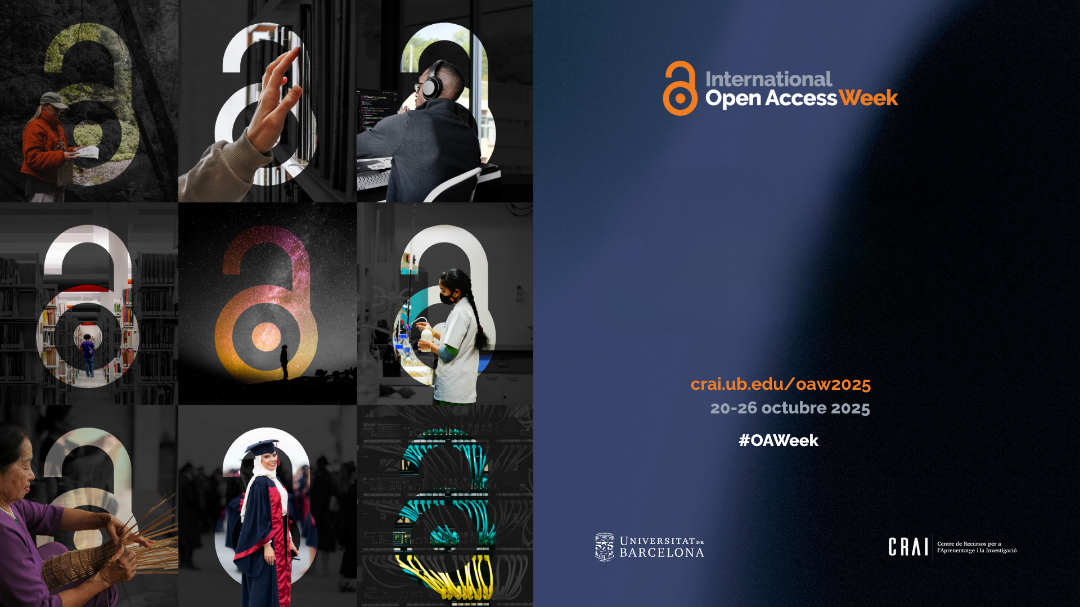 International
Open Access Week
crai.ub.edu/oaw2025
20-26 octubre 2025
#OAWeek
UNIVERSITAT DE
BARCELONA
CRAI
Centre de Recursos per a
l'Aprenentatge i la Investigació